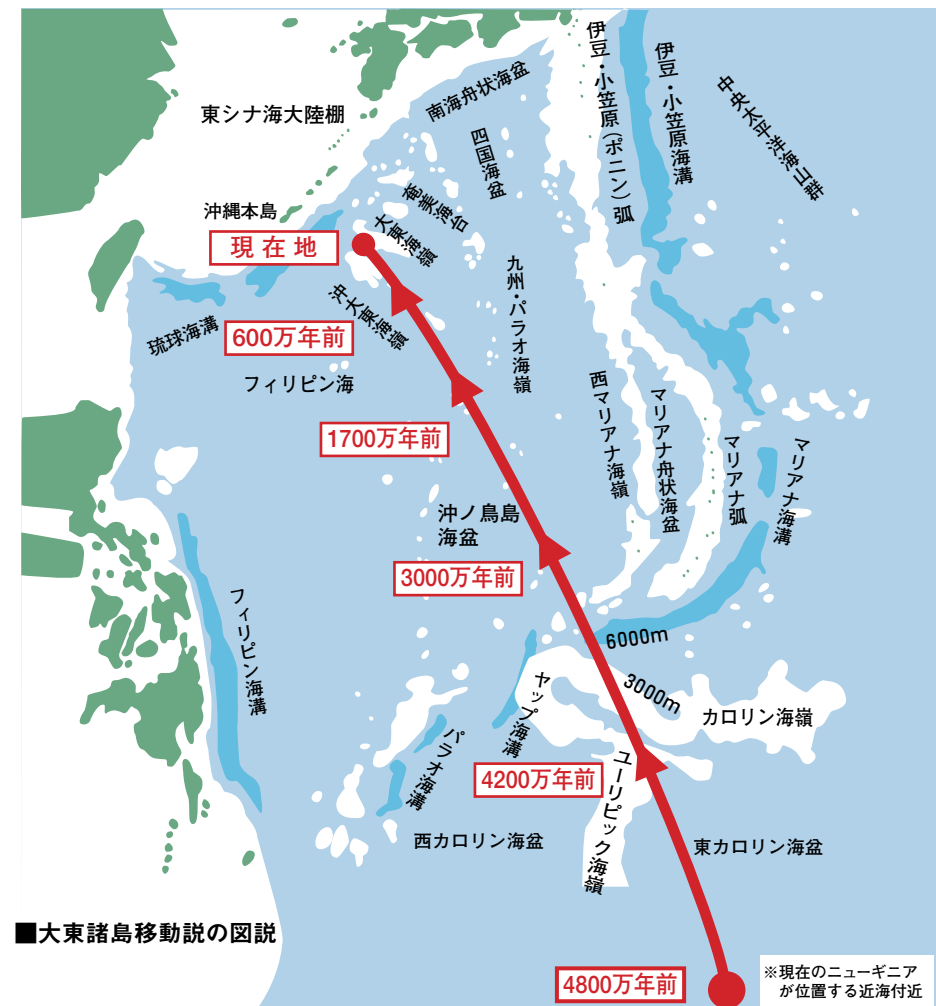 東シナ海大陸棚
南海舟状海盆
四国海盆
伊豆・小笠原(ボニン)弧
伊豆・小笠原海溝
中央太平洋海山群
沖縄本島
現在地
奄美海台
大東海嶺
沖大東海嶺
琉球海溝
600万年前
フィリピン海
九州・パラオ海嶺
1700万年前
西マリアナ海嶺
マリアナ舟状海盆
マリアナ弧
マリアナ海溝
沖ノ鳥島
海盆
3000万年前
フィリピン海溝
6000m
3000m
カロリン海嶺
ヤップ海溝
パラオ海溝
4200万年前
ユーリピック海嶺
西カロリン海盆
東カロリン海盆
■大東諸島移動説の図説
4800万年前
※現在のニューギニア
が位置する近海付近